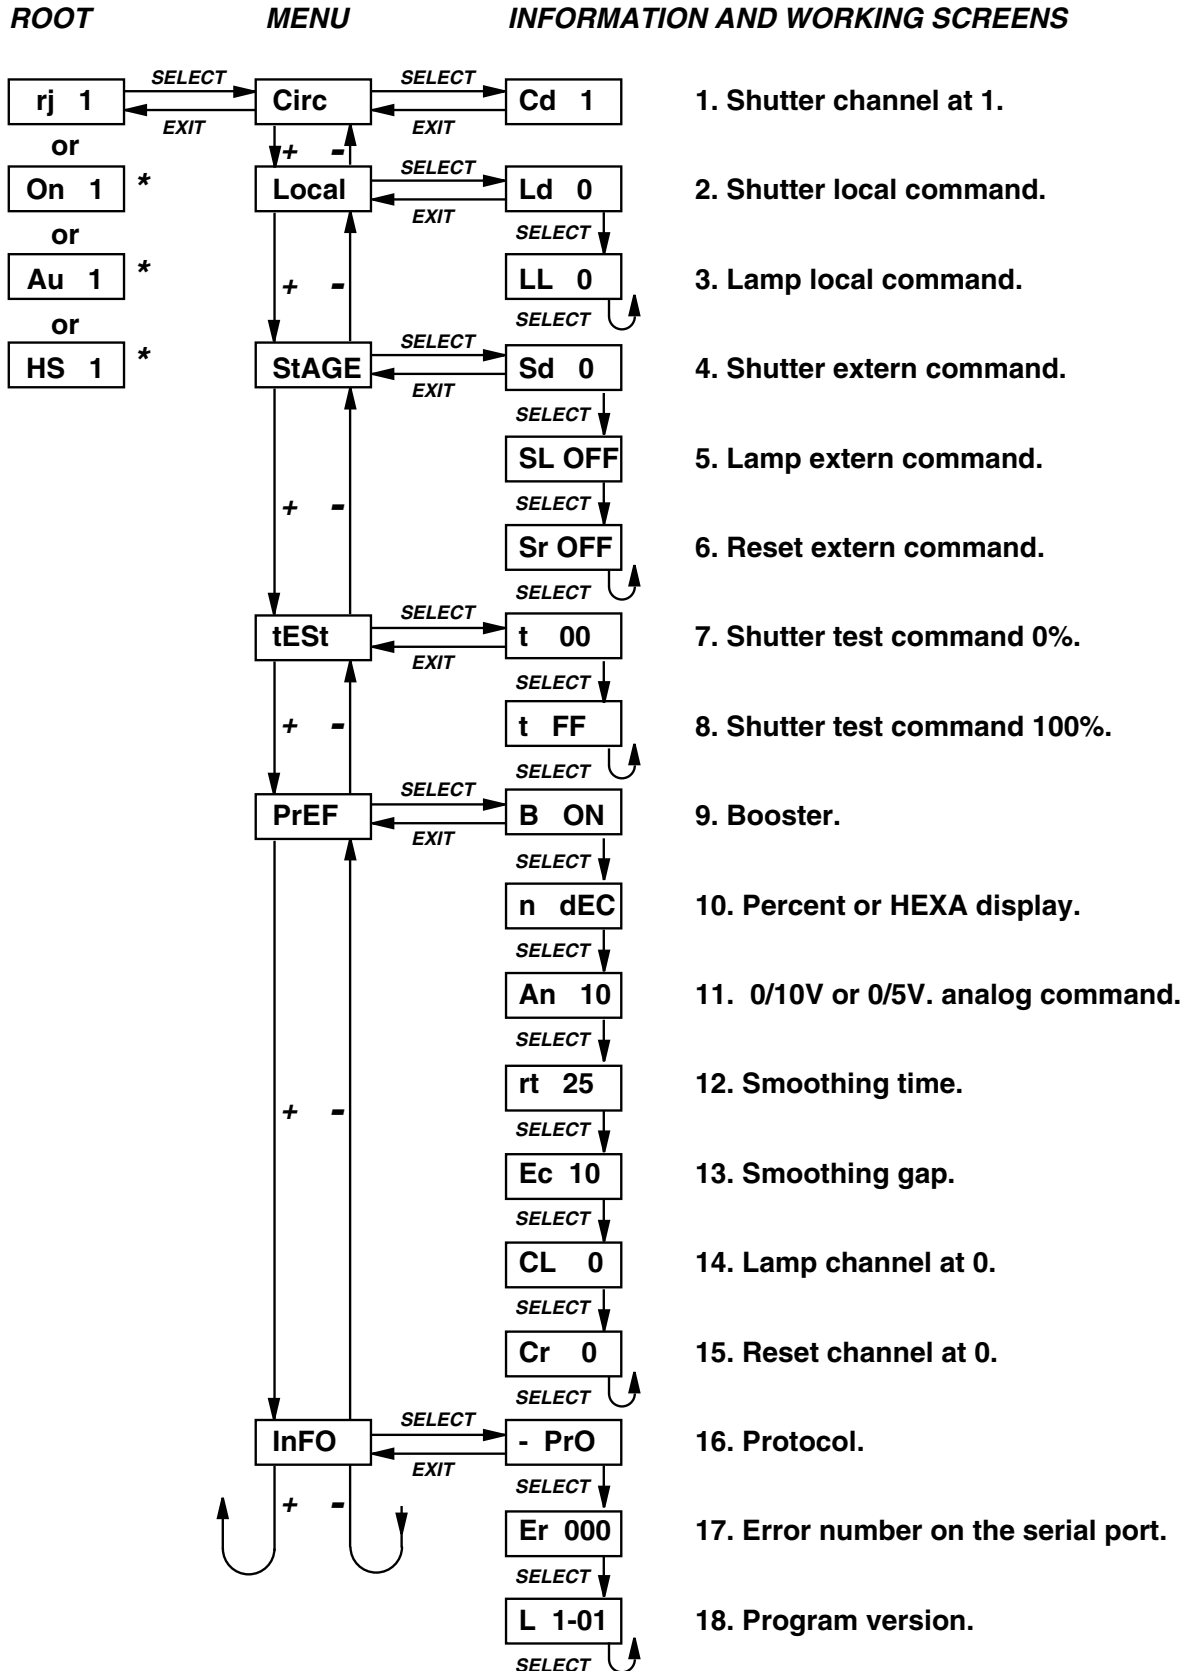 ROOT MENU INFORMATION AND WORKING SCREENS
rj 1 SELECT Circ SELECT Cd 1 1. Shutter channel at 1.
EXIT EXIT
or + -
On 1 * Local SELECT Ld 0 2. Shutter local command.
EXIT
or SELECT
Au 1 * + - LL 0 3. Lamp local command.
or SELECT
HS 1 * StAGE SELECT Sd 0 4. Shutter extern command.
EXIT
SELECT
SL OFF 5. Lamp extern command.
+ - SELECT
Sr OFF 6. Reset extern command.
SELECT
tESt SELECT t 00 7. Shutter test command 0%.
EXIT
SELECT
+ - t FF 8. Shutter test command 100%.
SELECT
PrEF SELECT B ON 9. Booster.
EXIT
SELECT
n dEC 10. Percent or HEXA display.
SELECT
An 10 11. 0/10V or 0/5V. analog command.
SELECT
rt 25 12. Smoothing time.
+ - SELECT
Ec 10 13. Smoothing gap.
SELECT
CL 0 14. Lamp channel at 0.
SELECT
Cr 0 15. Reset channel at 0.
SELECT
InFO SELECT - PrO 16. Protocol.
EXIT
+ - SELECT
Er 000 17. Error number on the serial port.
SELECT
L 1-01 18. Program version.
SELECT